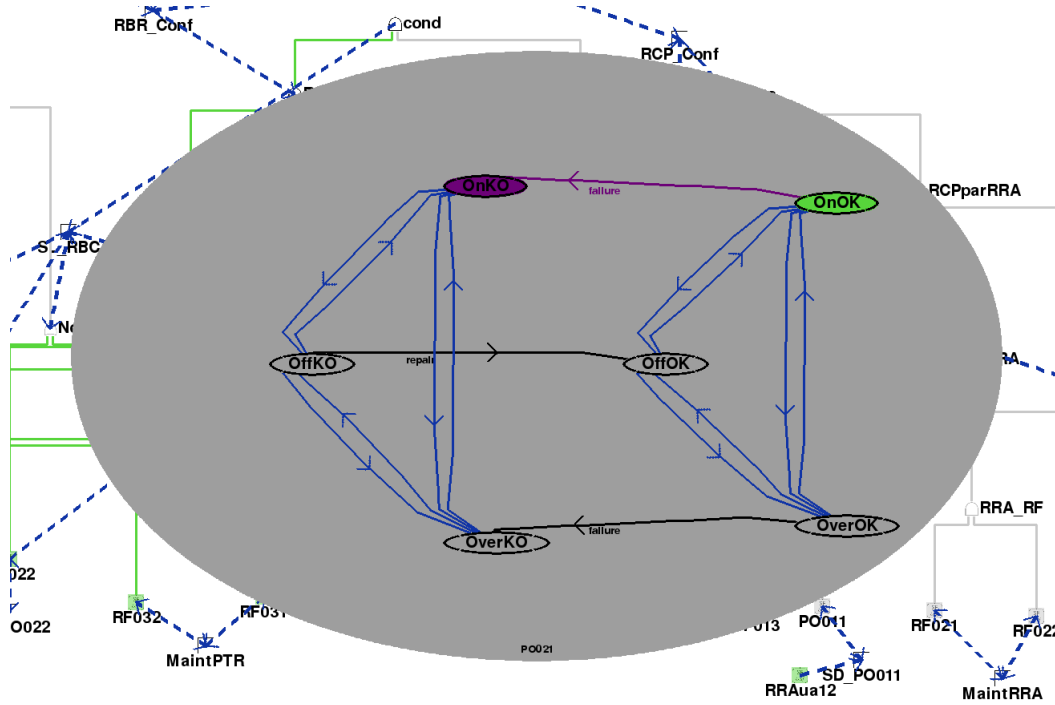 RBR_Conf
cond
RCP_Conf
OnKO
failure
OnOK
RCPparRRA
OffKO
repair
OffOK
OverKO
failure
OverOK
RRA_RF
O022
RF032
MaintPTR
PO011
RF021
RF022
PO021
SD_PO011
RRAua12
MaintRRA